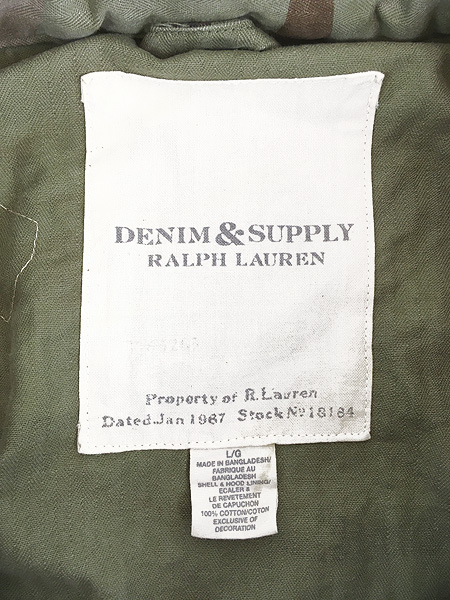 DENIM & SUPPLY
RALPH LAUREN
Property of R. Lauren
Dated Jan 1967 Stock No 18184
L/G
MADE IN BANGLADESH/
FABRIQUE AU
BANGLADESH
SHELL & HOOD LINING/
ECALER &
LE REVETEMENT
DE CAPUCHON
100% COTTON/COTON
EXCLUSIVE OF
DECORATION